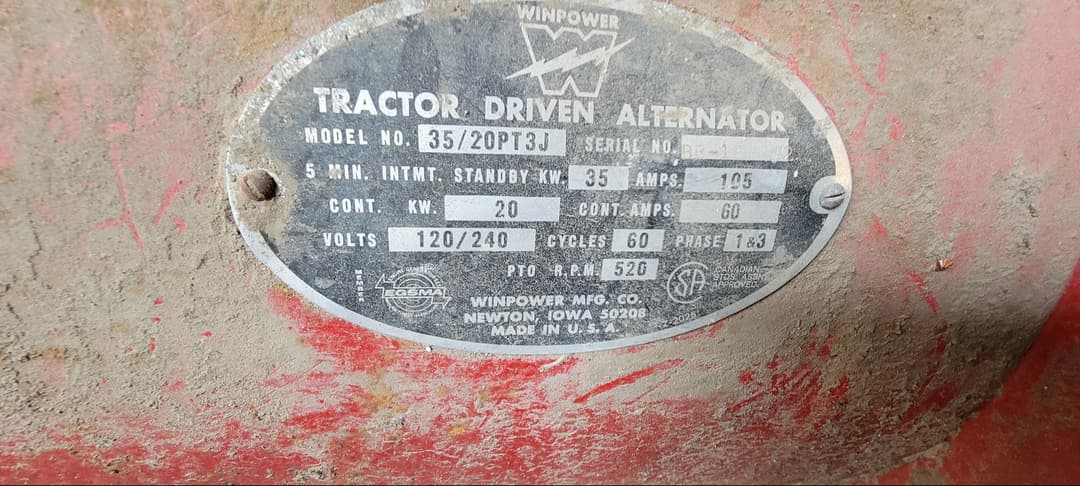 WINPOWER
W
TRACTOR DRIVEN ALTERNATOR
MODEL NO. 35/20PT3J SERIAL NO.
5 MIN. INTMT. STANDBY KW. 35 AMPS. 105
CONT. KW. 20 CONT. AMPS. 60
VOLTS 120/240 CYCLES 60 PHASE 1&3
PTO R.P.M. 520
MEMBER EGSMA SA CANADIAN
STDS. ASSN.
APPROVED.
WINPOWER MFG. CO.
NEWTON, IOWA 50208
MADE IN U.S.A.